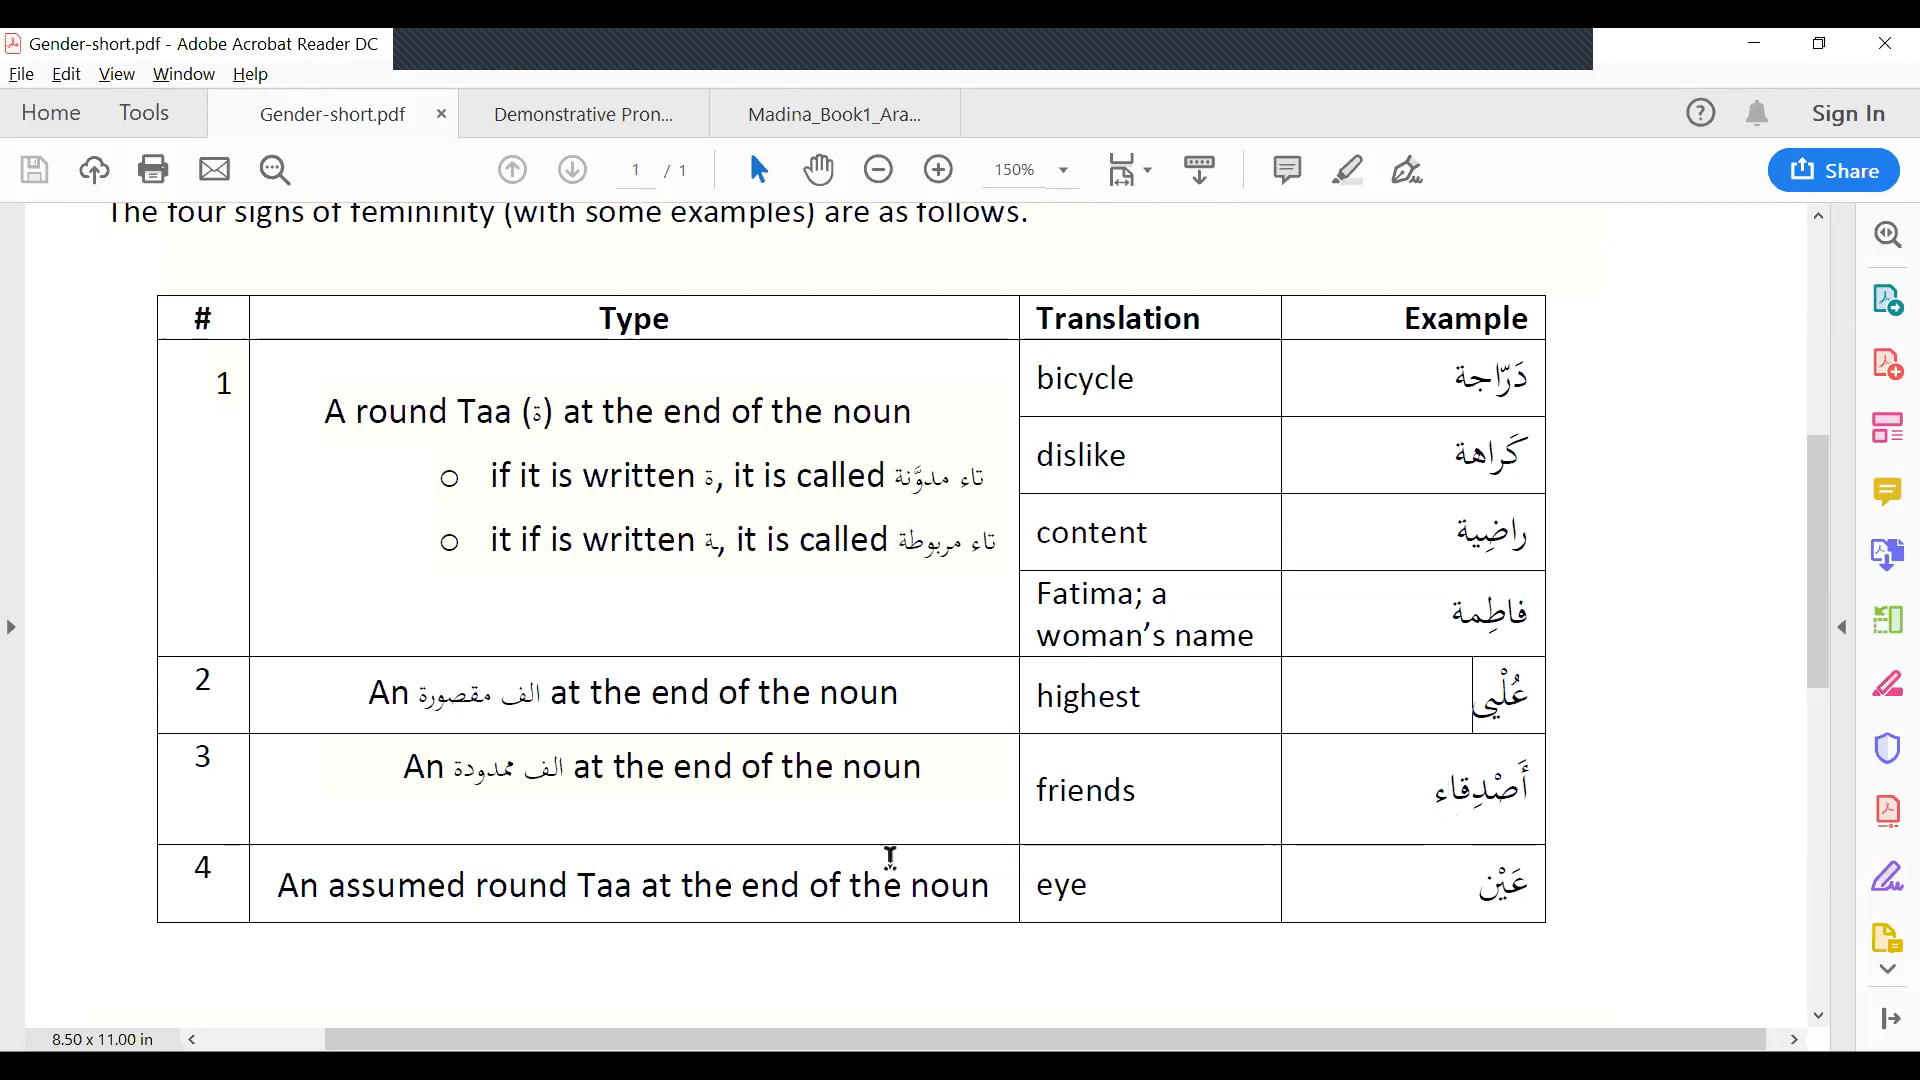 Gender-short.pdf - Adobe Acrobat Reader DC
File Edit View Window Help
Home Tools Gender-short.pdf × Demonstrative Pron... Madina_Book1_Ara... Sign In
1 / 1 150% Share
The four signs of femininity (with some examples) are as follows.
# Type Translation Example
1
A round Taa (ة) at the end of the noun
o if it is written ة, it is called تاء مدوَّنة
o it if is written ـة, it is called تاء مربوطة
bicycle دَرّاجة
dislike كَراهة
content راضِية
Fatima; a woman’s name فاطِمة
2 An الف مقصورة at the end of the noun highest عُلْيى
3 An الف ممدودة at the end of the noun friends أَصْدِقاء
4 An assumed round Taa at the end of the noun eye عَيْن
8.50 x 11.00 in